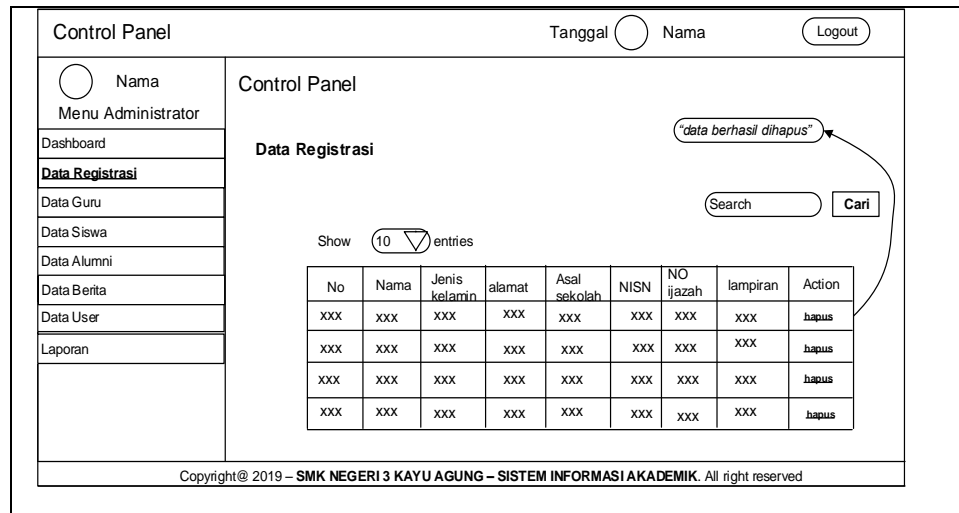 Control Panel Tanggal Nama Logout
Nama
Menu Administrator
Dashboard
Data Registrasi
Data Guru
Data Siswa
Data Alumni
Data Berita
Data User
Laporan
Control Panel
"data berhasil dihapus"
Data Registrasi
Search Cari
Show 10 entries
No Nama Jenis kelamin alamat Asal sekolah NISN NO ijazah lampiran Action
xxx xxx xxx xxx xxx xxx xxx xxx hapus
xxx xxx xxx xxx xxx xxx xxx xxx hapus
xxx xxx xxx xxx xxx xxx xxx xxx hapus
xxx xxx xxx xxx xxx xxx xxx xxx hapus
Copyright@ 2019 – SMK NEGERI 3 KAYU AGUNG – SISTEM INFORMASI AKADEMIK. All right reserved